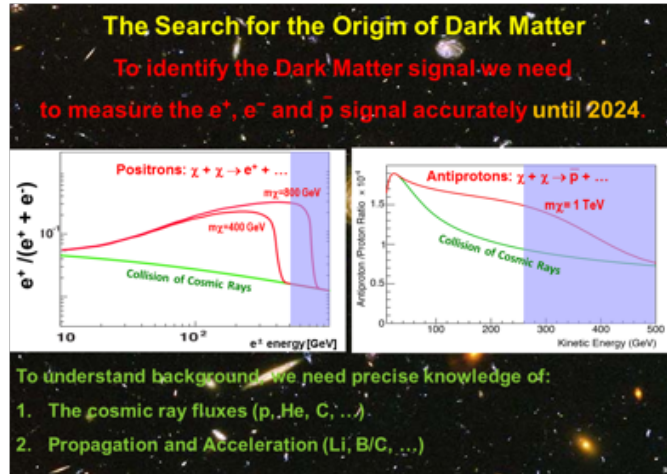 The Search for the Origin of Dark Matter
To identify the Dark Matter signal we need
to measure the e⁺, e⁻ and p̄ signal accurately until 2024.
Positrons: χ + χ → e⁺ + …
mχ=800 GeV
mχ=400 GeV
Collision of Cosmic Rays
e⁺ /(e⁺ + e⁻)
10⁻¹
10
10²
e± energy [GeV]
Antiprotons: χ + χ → p̄ + …
mχ= 1 TeV
Collision of Cosmic Rays
Antiproton /Proton Ratio
× 10⁻⁴
2
1.5
1
0.5
0
100
200
300
400
500
Kinetic Energy (GeV)
To understand background, we need precise knowledge of:
1. The cosmic ray fluxes (p, He, C, …)
2. Propagation and Acceleration (Li, B/C, …)